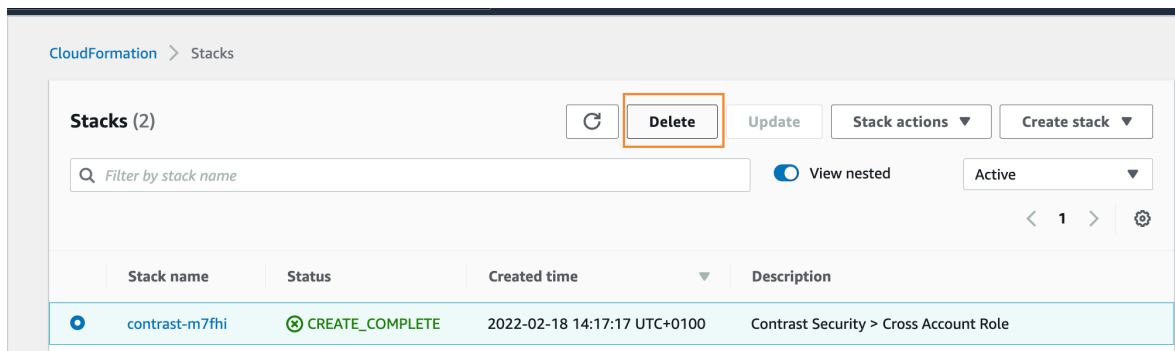 CloudFormation > Stacks
Stacks (2) Delete Update Stack actions Create stack
Filter by stack name View nested Active
1
Stack name Status Created time Description
contrast-m7fhi CREATE_COMPLETE 2022-02-18 14:17:17 UTC+0100 Contrast Security > Cross Account Role